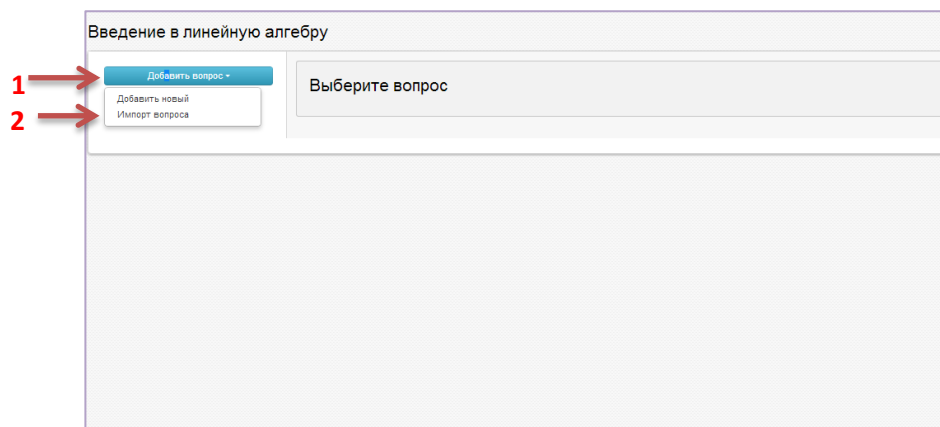 Введение в линейную алгебру
1
Добавить вопрос
Выберите вопрос
Добавить новый
2
Импорт вопроса